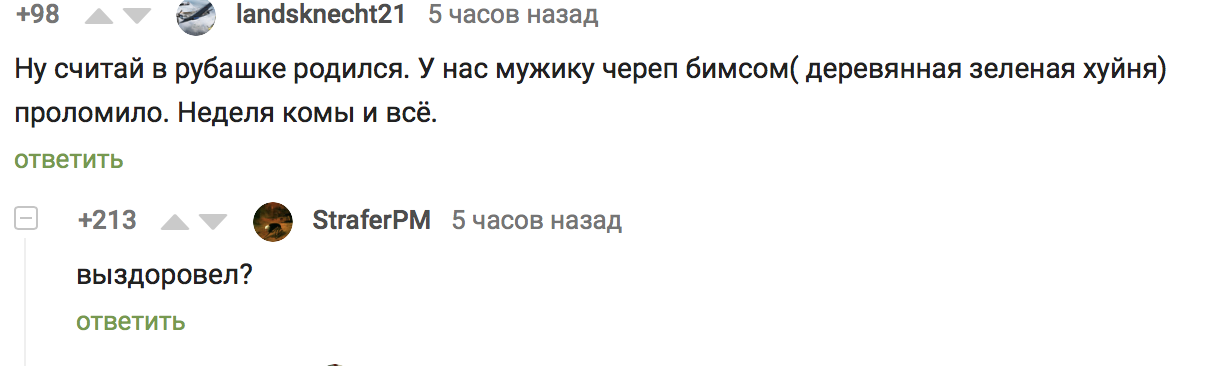 +98 landsknecht21 5 часов назад
Ну считай в рубашке родился. У нас мужику череп бимсом( деревянная зеленая хуйня)
проломило. Неделя комы и всё.
ответить
+213 StraferPM 5 часов назад
выздоровел?
ответить